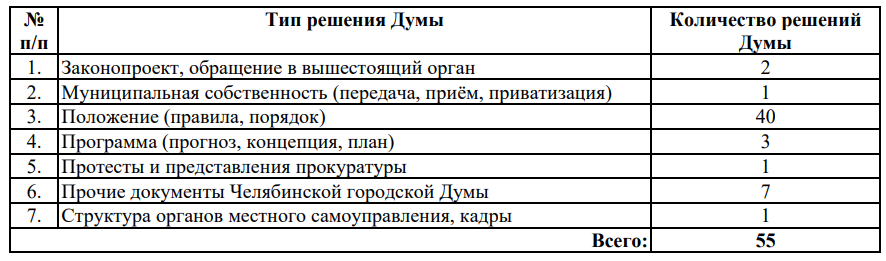 № п/п Тип решения Думы Количество решений Думы
1. Законопроект, обращение в вышестоящий орган 2
2. Муниципальная собственность (передача, приём, приватизация) 1
3. Положение (правила, порядок) 40
4. Программа (прогноз, концепция, план) 3
5. Протесты и представления прокуратуры 1
6. Прочие документы Челябинской городской Думы 7
7. Структура органов местного самоуправления, кадры 1
Всего: 55